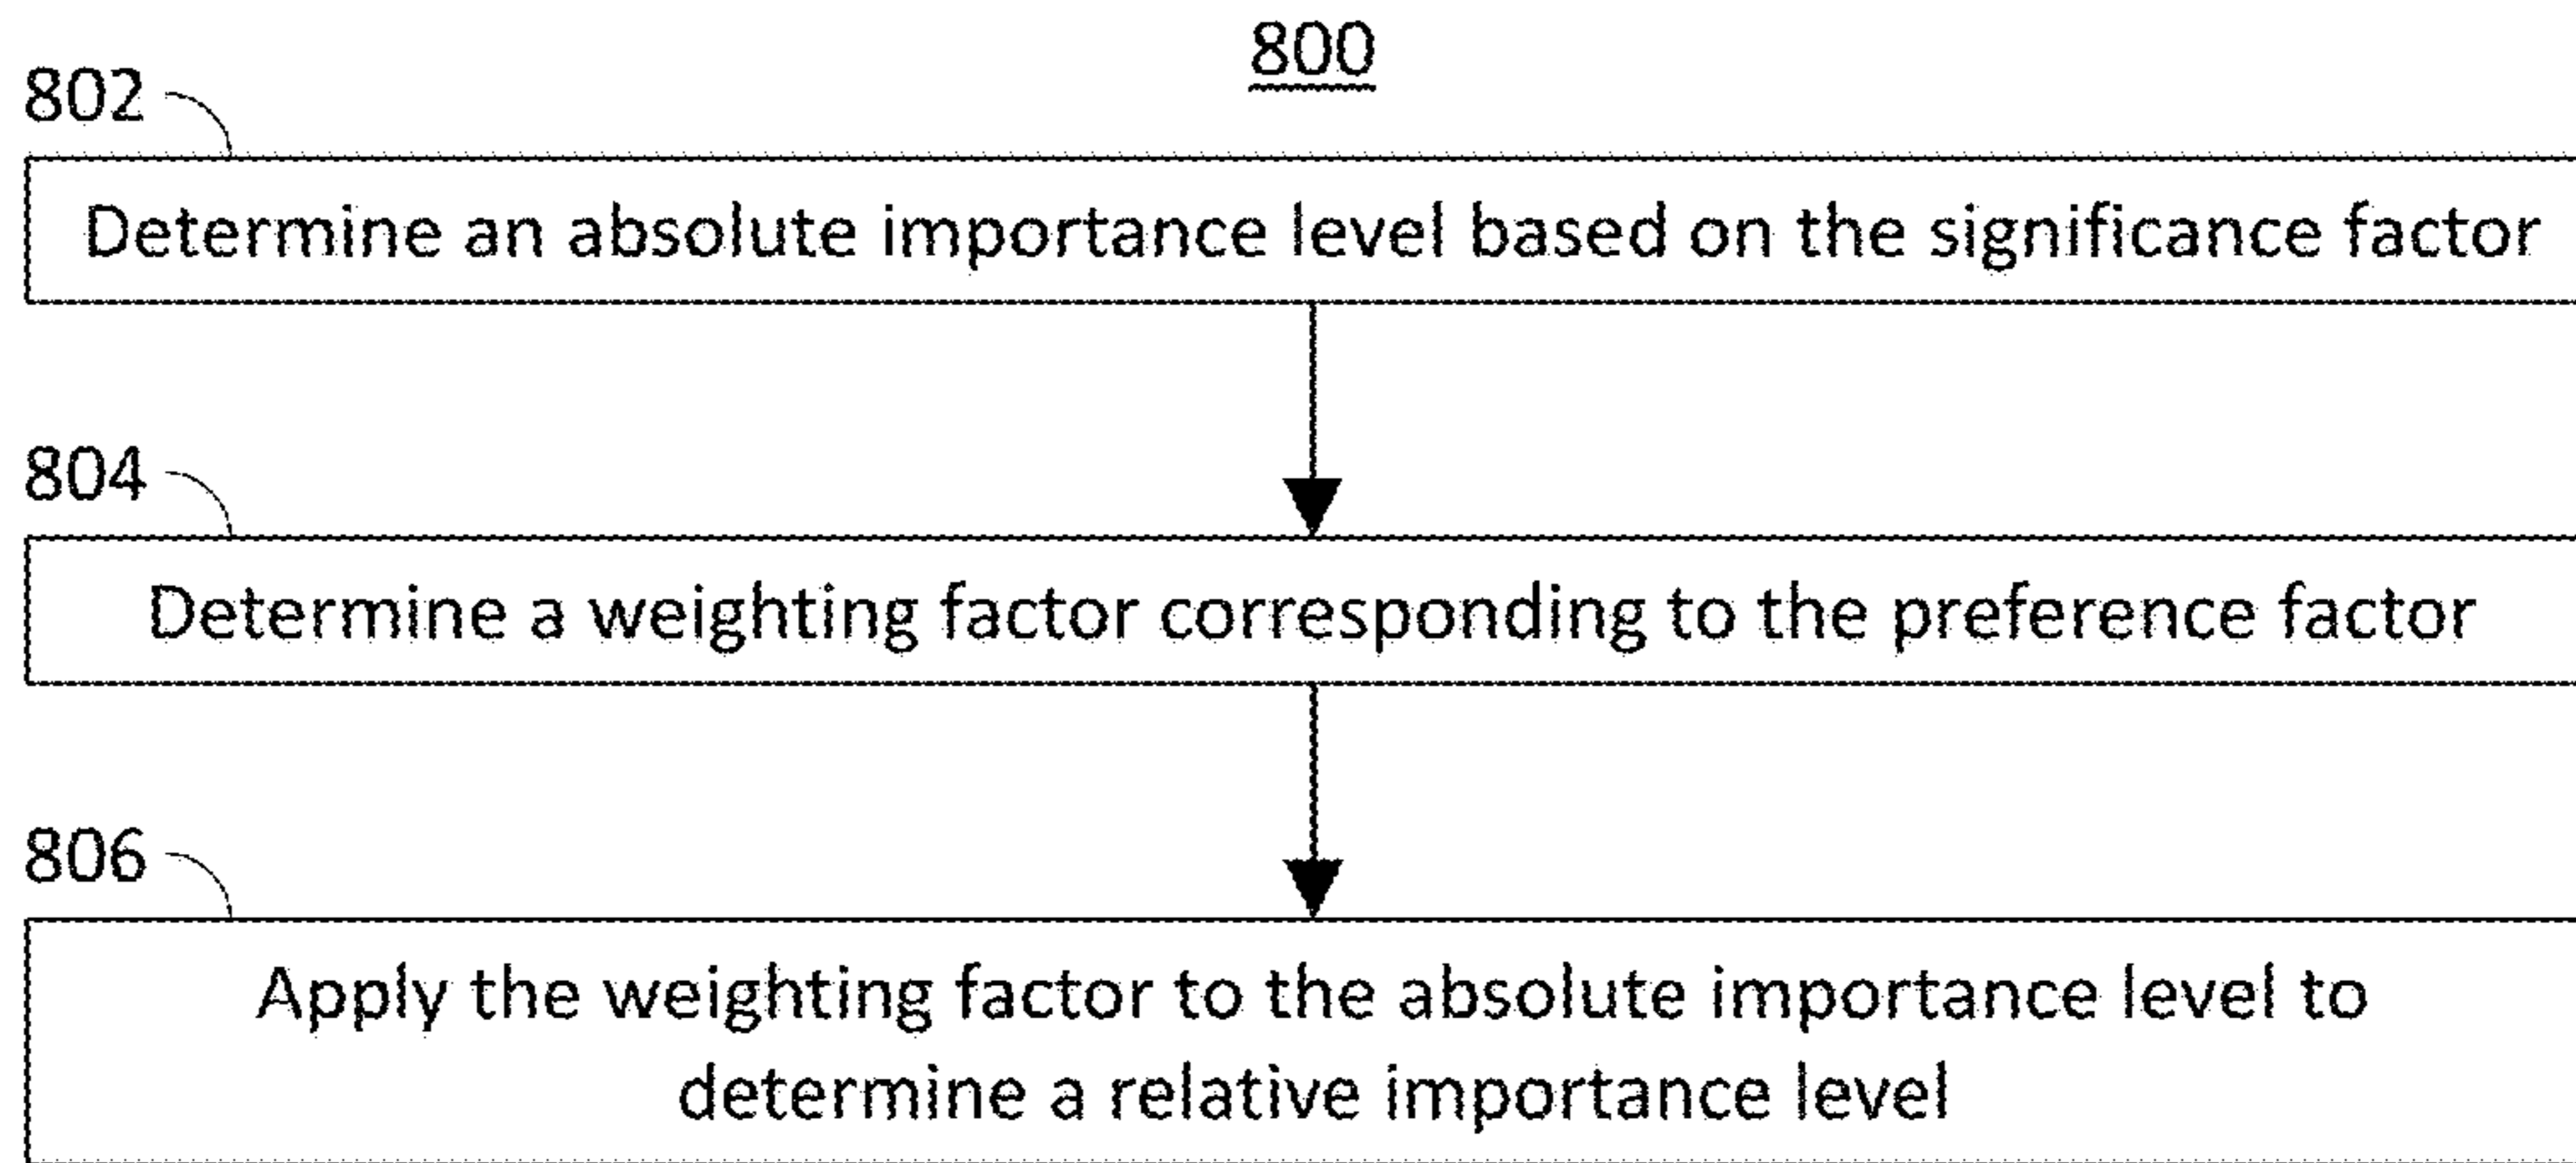 800
802
Determine an absolute importance level based on the significance factor
804
Determine a weighting factor corresponding to the preference factor
806
Apply the weighting factor to the absolute importance level to
determine a relative importance level